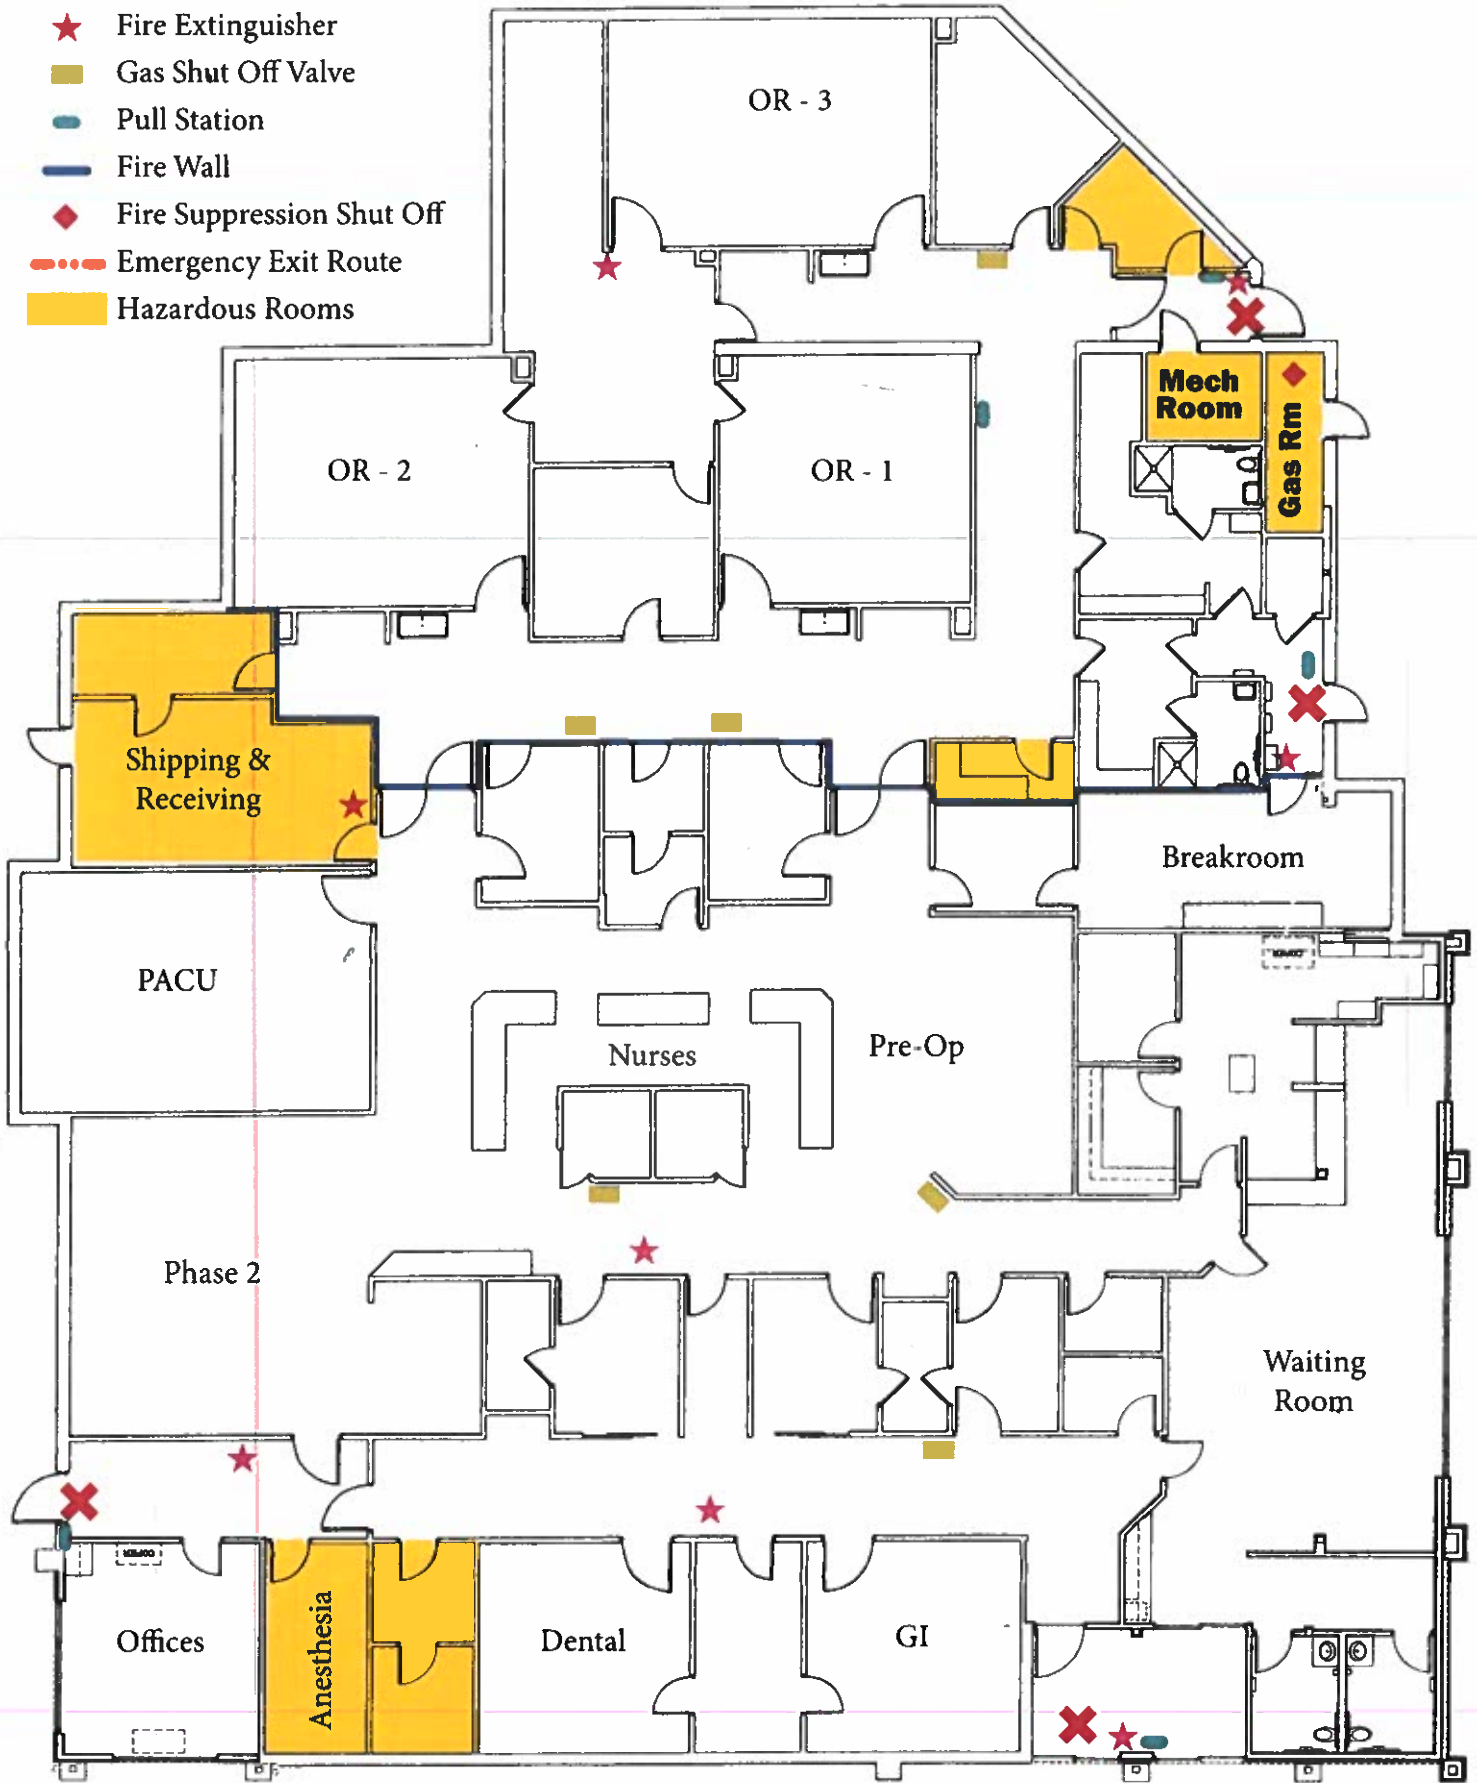 Fire Extinguisher
Gas Shut Off Valve
Pull Station
Fire Wall
Fire Suppression Shut Off
Emergency Exit Route
Hazardous Rooms
OR - 3
Mech
Room
Gas Rm
OR - 2
OR - 1
Shipping &
Receiving
Breakroom
PACU
Nurses
Pre-Op
Phase 2
Waiting
Room
COPIER
Offices
Anesthesia
Dental
GI